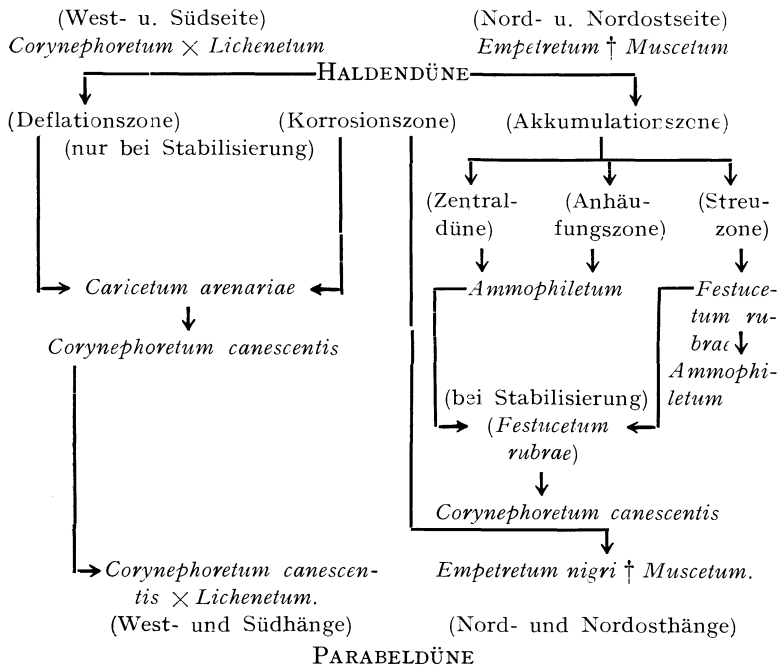 (West- u. Südseite) (Nord- u. Nordostseite)
Corynephoretum × Lichenetum Empetretum † Muscetum
HALDENDÜNE
(Deflationszone) (Korrosionszone) (Akkumulationszone)
(nur bei Stabilisierung)
(Zentral- (Anhäu- (Streu-
düne) fungszone) zone)
Caricetum arenariae Ammophiletum Festuce-
tum ru-
Corynephoretum canescentis brae
Ammophi-
(bei Stabilisierung) letum
(Festucetum
rubrae)
Corynephoretum canescentis
Corynephoretum canescen- Empetretum nigri † Muscetum.
tis × Lichenetum.
(West- und Südhänge) (Nord- und Nordosthänge)
PARABELDÜNE